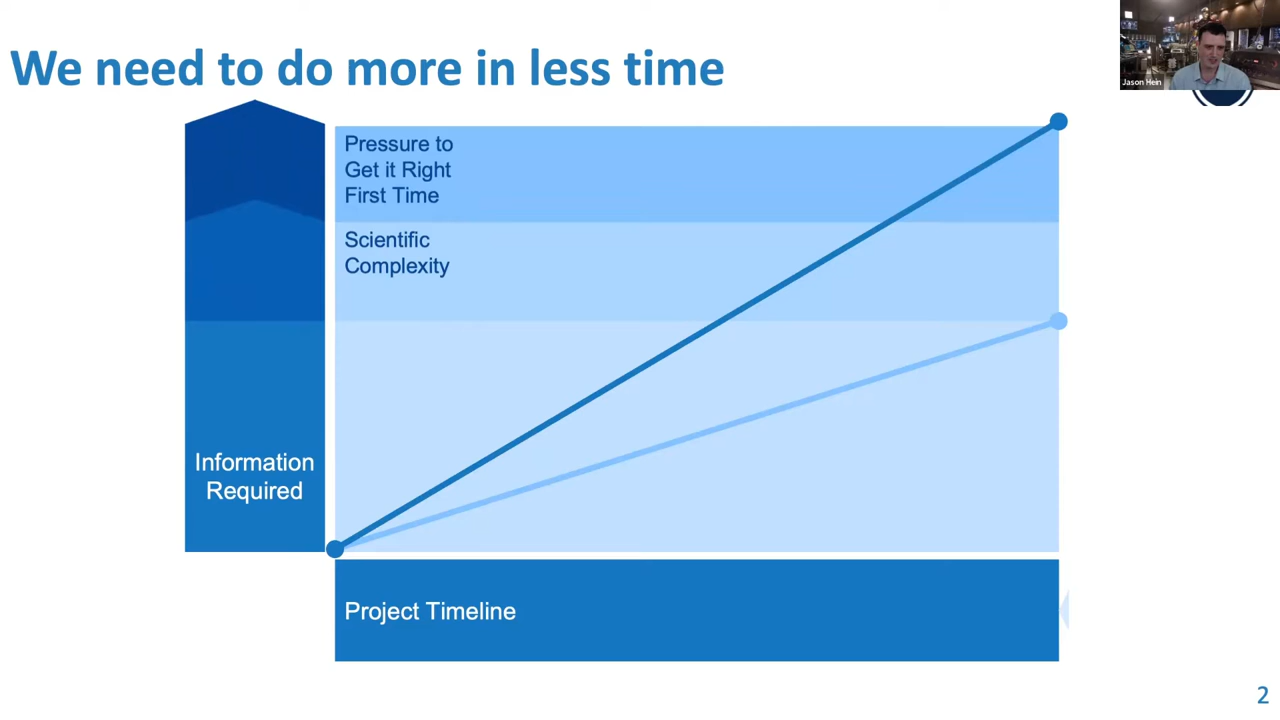 We need to do more in less time
Jason Hein
Pressure to
Get it Right
First Time
Scientific
Complexity
Information
Required
Project Timeline
2